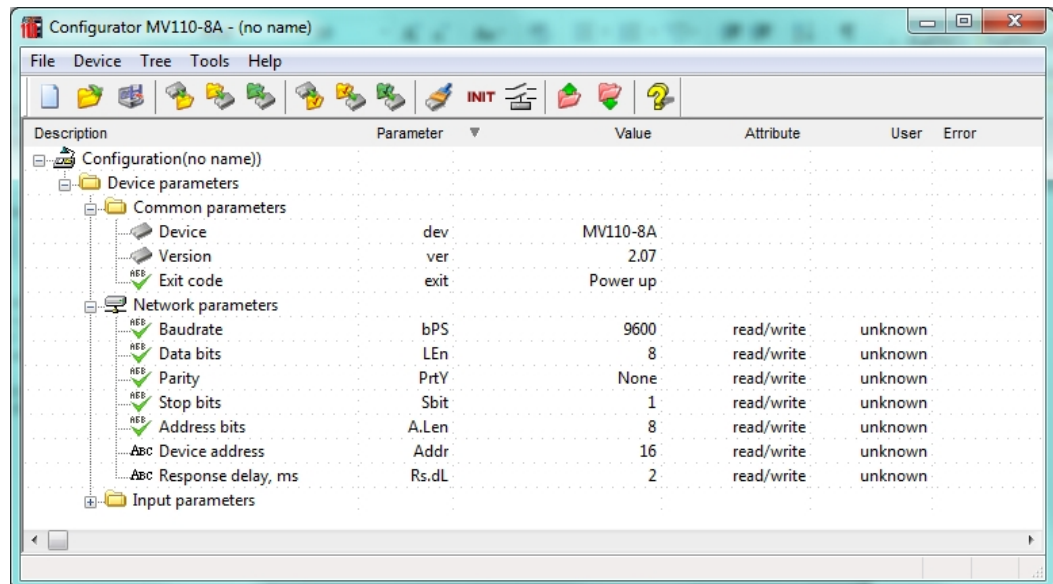 Configurator MV110-8A - (no name)
File Device Tree Tools Help
INIT
Description Parameter Value Attribute User Error
Configuration(no name))
Device parameters
Common parameters
Device dev MV110-8A
Version ver 2.07
Exit code exit Power up
Network parameters
Baudrate bPS 9600 read/write unknown
Data bits LEn 8 read/write unknown
Parity PrtY None read/write unknown
Stop bits Sbit 1 read/write unknown
Address bits A.Len 8 read/write unknown
ABC Device address Addr 16 read/write unknown
ABC Response delay, ms Rs.dL 2 read/write unknown
Input parameters